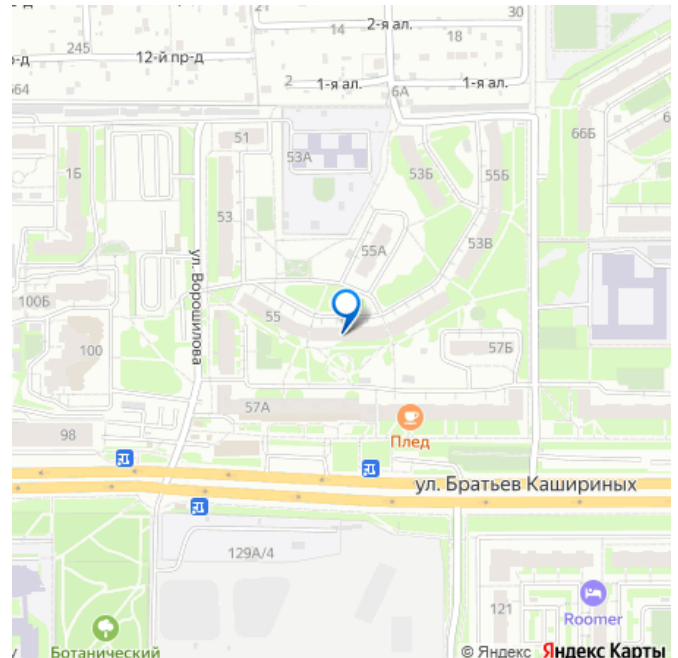 21
2-я ал.
30
14
18
245
12-й пр-д
2
1-я ал.
1-я ал.
6А
51
53А
66Б
1Б
53Б
55Б
53
55А
53В
ул. Ворошилова
100Б
55
100
57Б
57А
Плед
98
ул. Братьев Кашириных
129А/4
121
Roomer
Ботанический
© Яндекс Яндекс Карты